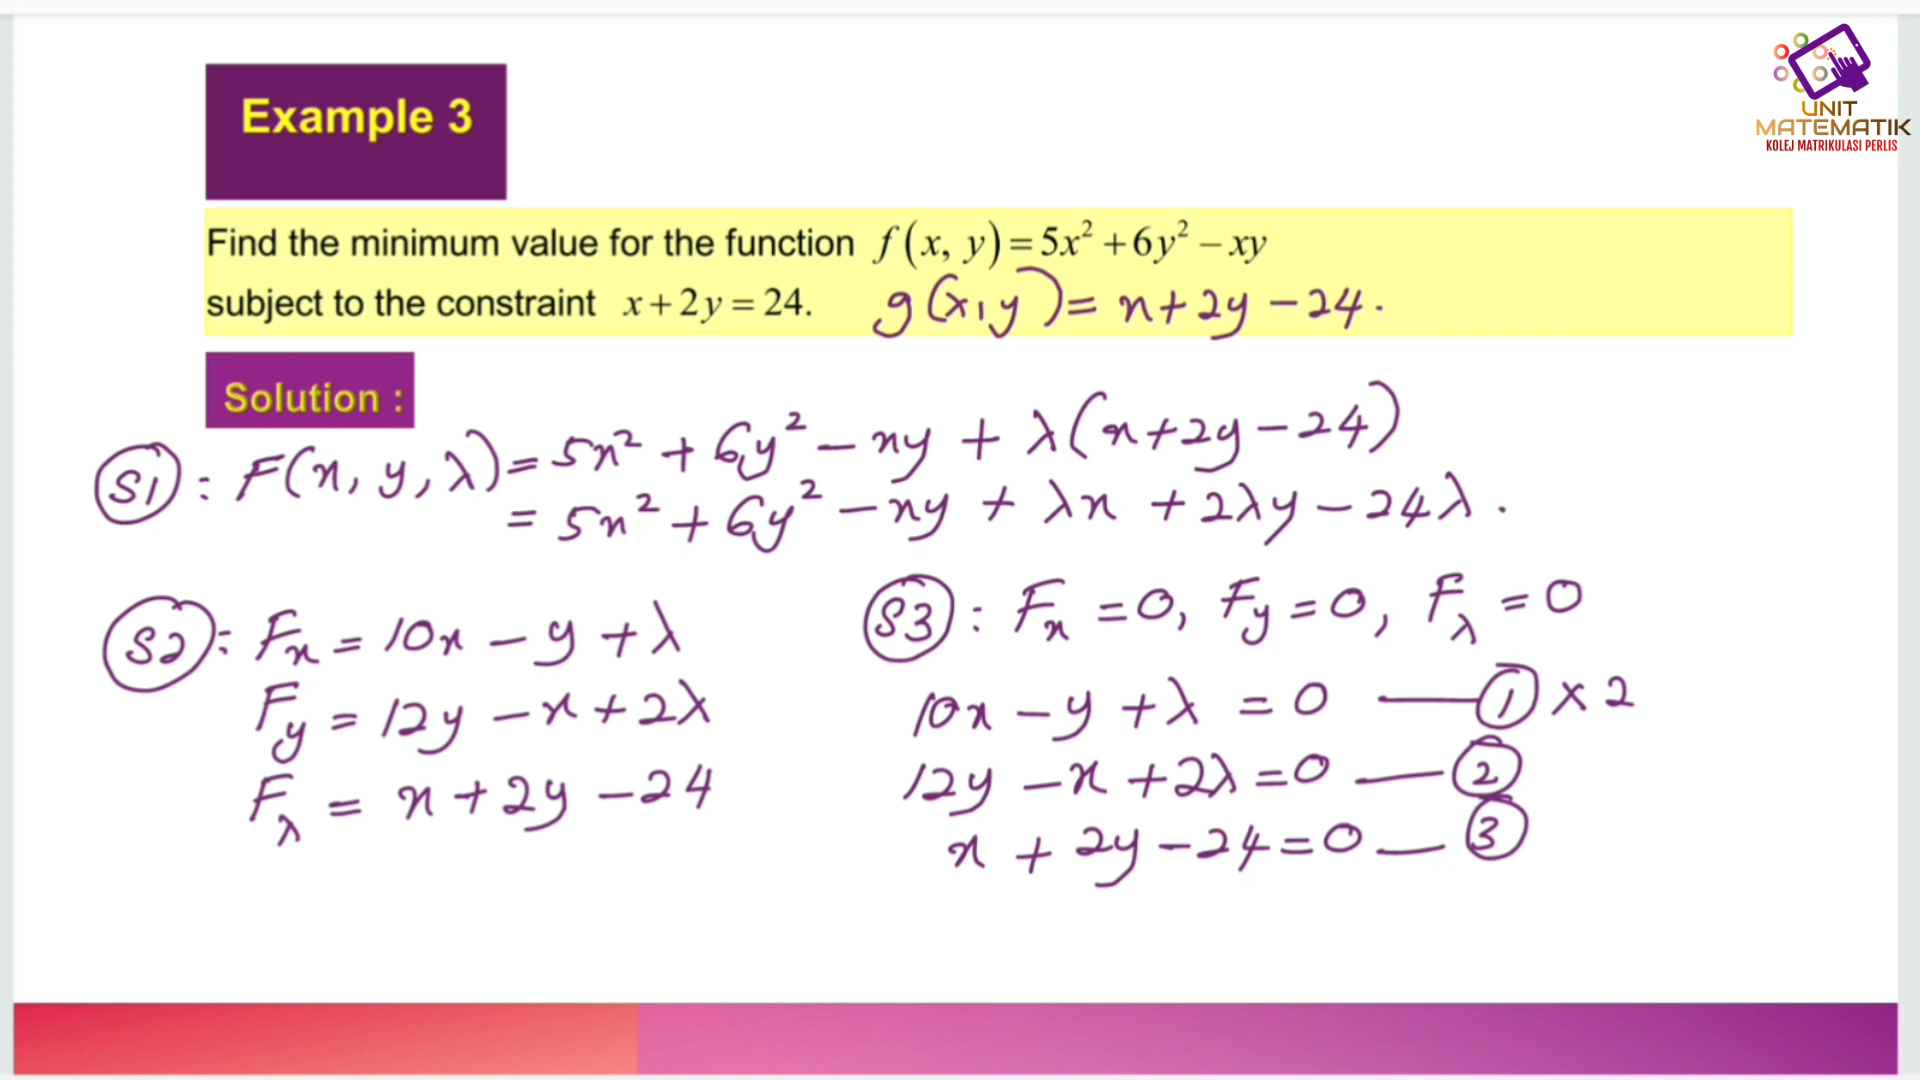 UNIT
MATEMATIK
KOLEJ MATRIKULASI PERLIS
Example 3
Find the minimum value for the function f(x, y) = 5x² + 6y² − xy
subject to the constraint x + 2y = 24. g(x,y) = x + 2y − 24.
Solution :
S1 : F(x, y, λ) = 5x² + 6y² − xy + λ(x + 2y − 24)
= 5x² + 6y² − xy + λx + 2λy − 24λ.
S2 : Fx = 10x − y + λ
Fy = 12y − x + 2λ
Fλ = x + 2y − 24
S3 : Fx = 0, Fy = 0, Fλ = 0
10x − y + λ = 0 — ① × 2
12y − x + 2λ = 0 — ②
x + 2y − 24 = 0 — ③